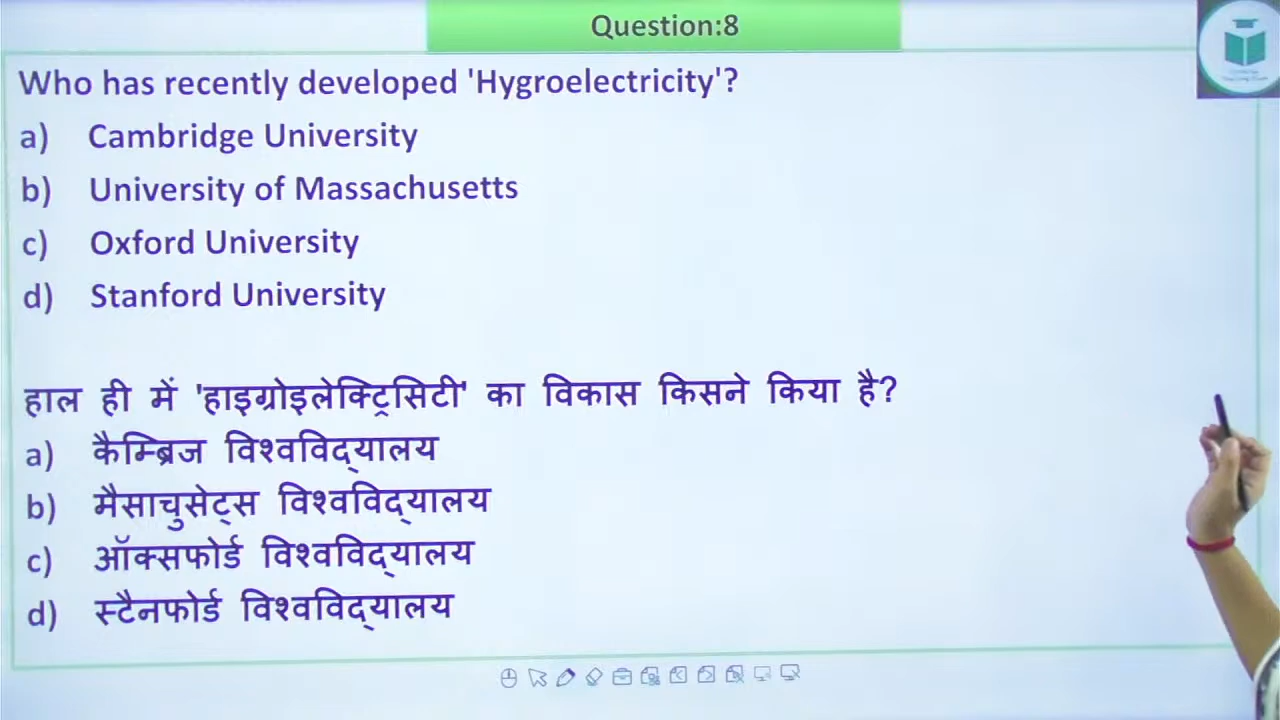 Question:8
Who has recently developed 'Hygroelectricity'?
a) Cambridge University
b) University of Massachusetts
c) Oxford University
d) Stanford University
हाल ही में 'हाइग्रोइलेक्ट्रिसिटी' का विकास किसने किया है?
a) कैम्ब्रिज विश्वविद्यालय
b) मैसाचुसेट्स विश्वविद्यालय
c) ऑक्सफोर्ड विश्वविद्यालय
d) स्टैनफोर्ड विश्वविद्यालय